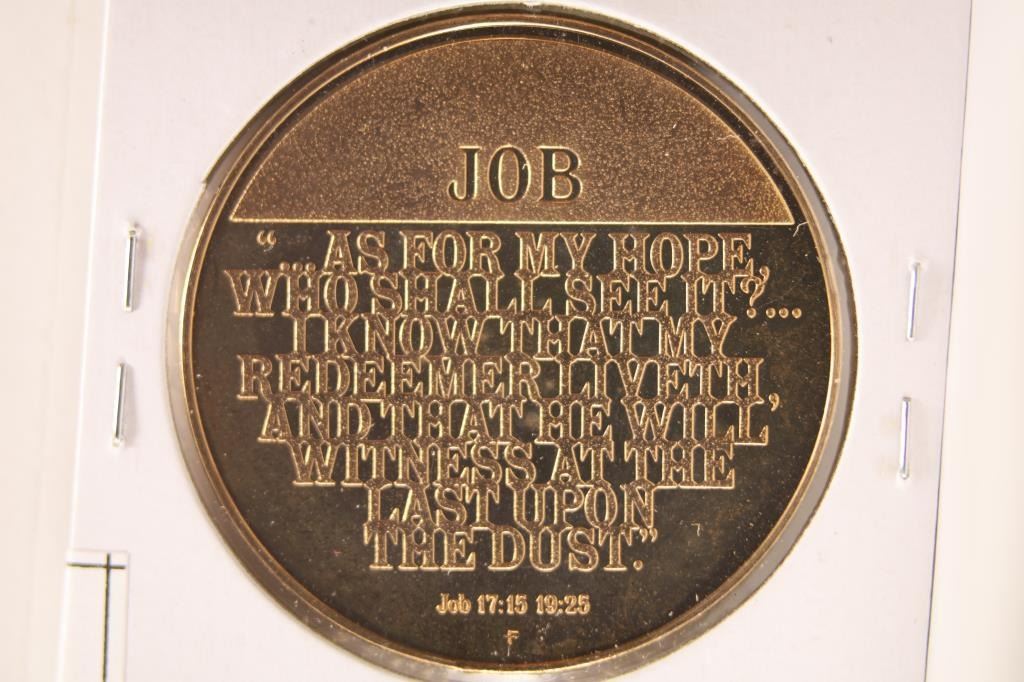 JOB
“... AS FOR MY HOPE,
WHO SHALL SEE IT?...
I KNOW THAT MY
REDEEMER LIVETH,
AND THAT HE WILL
WITNESS AT THE
LAST UPON
THE DUST.”
Job 17:15 19:25
F